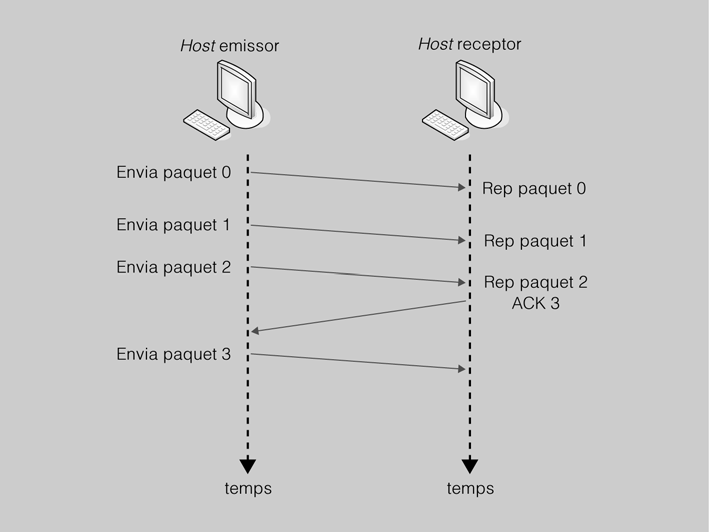 Host emissor
Host receptor
Envia paquet 0
Rep paquet 0
Envia paquet 1
Rep paquet 1
Envia paquet 2
Rep paquet 2
ACK 3
Envia paquet 3
temps
temps